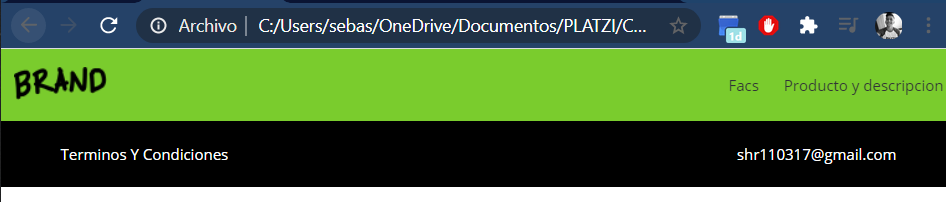 Archivo | C:/Users/sebas/OneDrive/Documentos/PLATZI/C...
1d
BRAND Facs Producto y descripcion
Terminos Y Condiciones shr110317@gmail.com